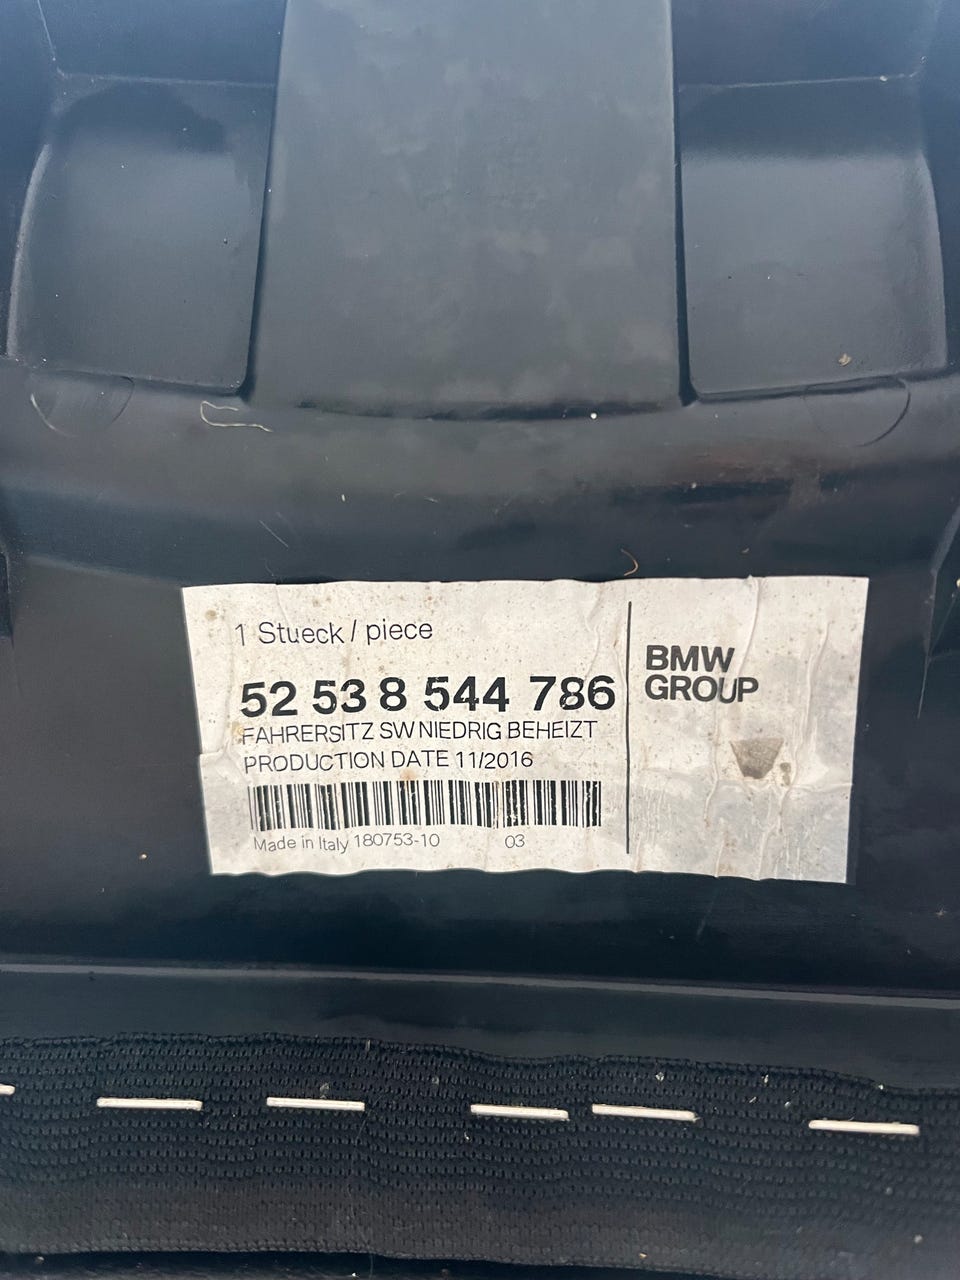 1 Stueck / piece
52 53 8 544 786
FAHRERSITZ SW NIEDRIG BEHEIZT
PRODUCTION DATE 11/2016
Made in Italy 180753-10 03
BMW
GROUP